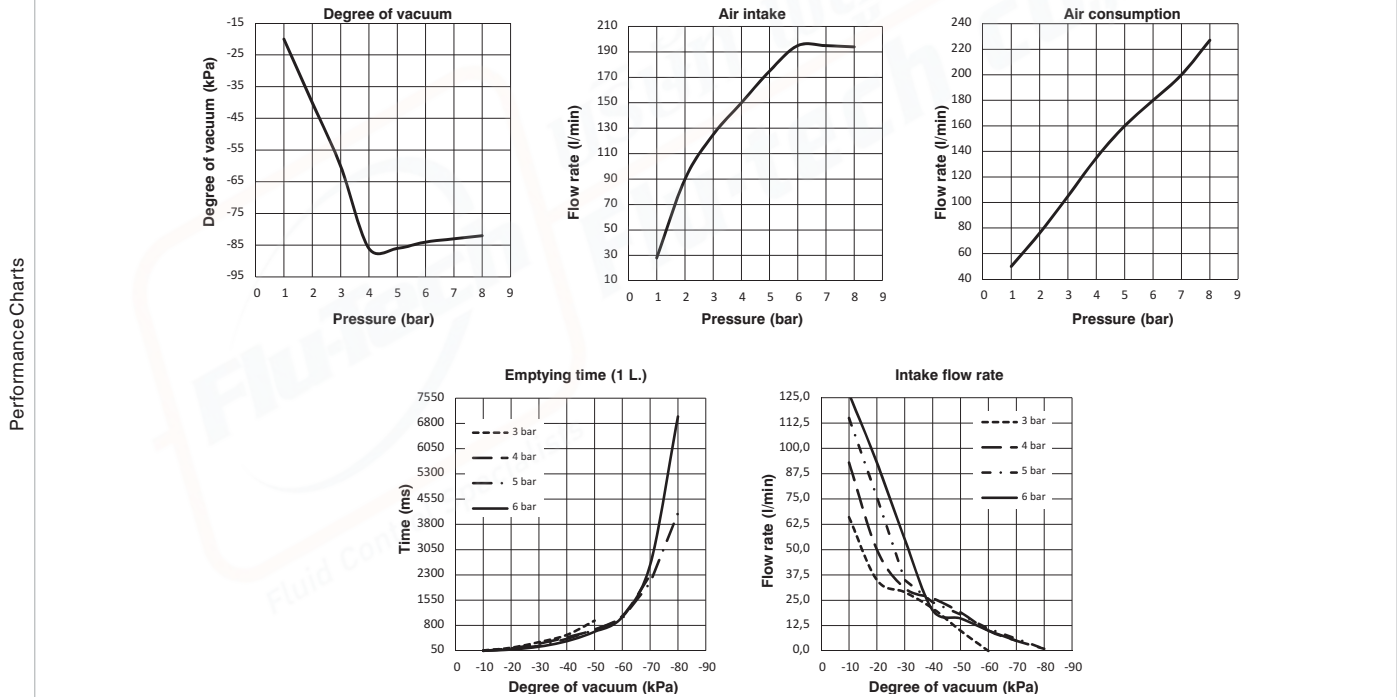 Performance Charts
Degree of vacuum
Degree of vacuum (kPa)
-15
-25
-35
-45
-55
-65
-75
-85
-95
0 1 2 3 4 5 6 7 8 9
Pressure (bar)
Air intake
Flow rate (l/min)
210
190
170
150
130
110
90
70
50
30
10
0 1 2 3 4 5 6 7 8 9
Pressure (bar)
Air consumption
Flow rate (l/min)
240
220
200
180
160
140
120
100
80
60
40
0 1 2 3 4 5 6 7 8 9
Pressure (bar)
Emptying time (1 L.)
Time (ms)
7550
6800
6050
5300
4550
3800
3050
2300
1550
800
50
3 bar
4 bar
5 bar
6 bar
0 -10 -20 -30 -40 -50 -60 -70 -80 -90
Degree of vacuum (kPa)
Intake flow rate
Flow rate (l/min)
125,0
112,5
100,0
87,5
75,0
62,5
50,0
37,5
25,0
12,5
0,0
3 bar
4 bar
5 bar
6 bar
0 -10 -20 -30 -40 -50 -60 -70 -80 -90
Degree of vacuum (kPa)
Flu-tech